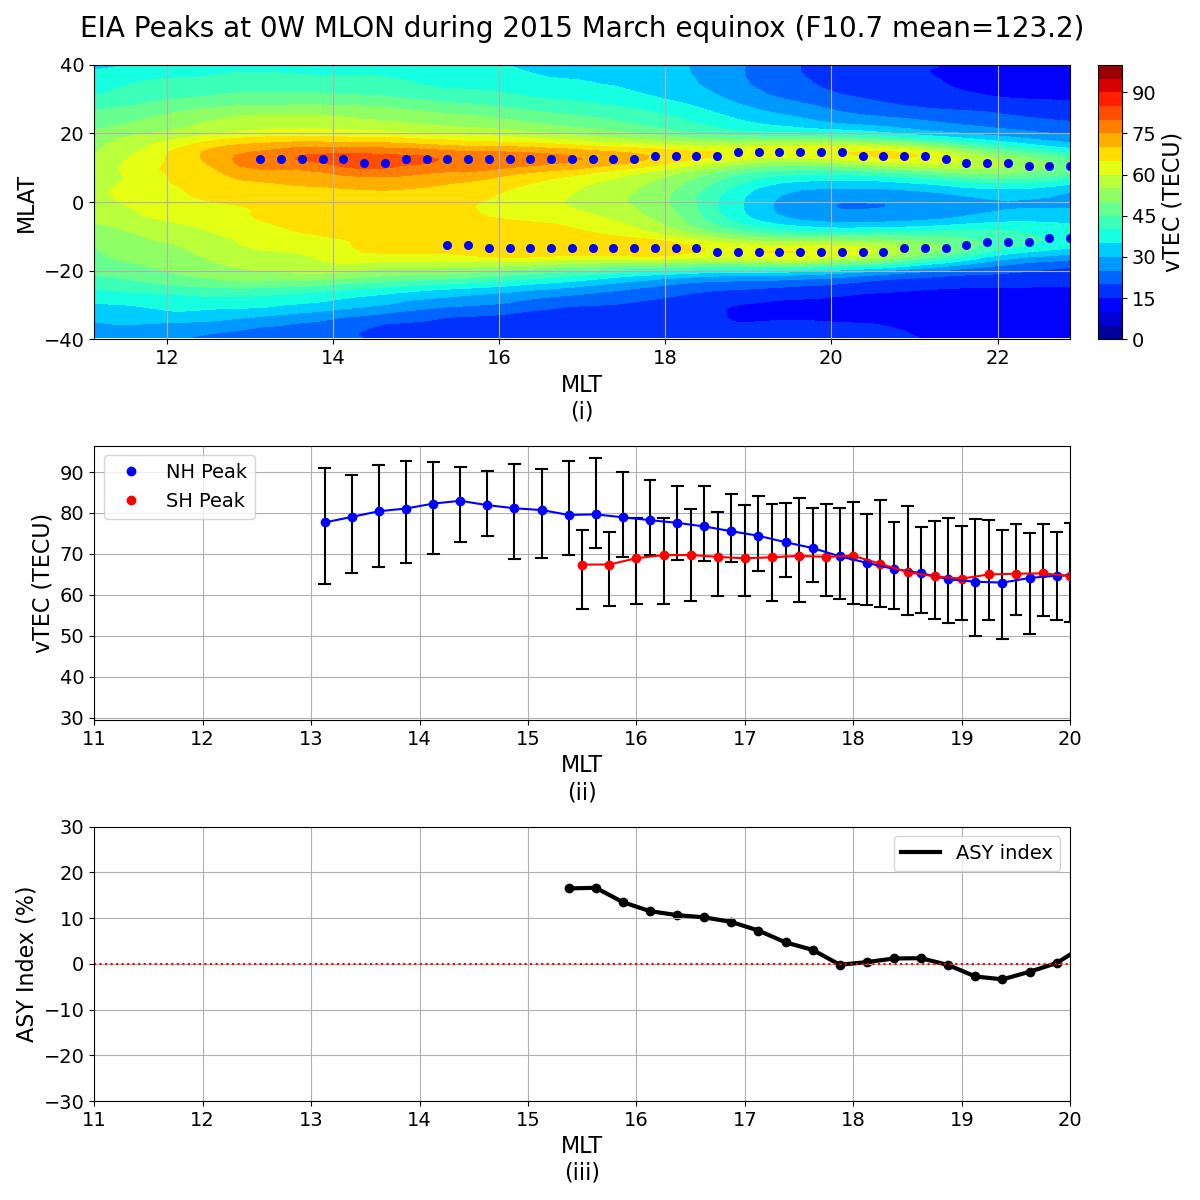 EIA Peaks at 0W MLON during 2015 March equinox (F10.7 mean=123.2)
40
20
0
−20
−40
MLAT
12 14 16 18 20 22
MLT
(i)
90
75
60
45
30
15
0
vTEC (TECU)
NH Peak
SH Peak
90
80
70
60
50
40
30
vTEC (TECU)
11 12 13 14 15 16 17 18 19 20
MLT
(ii)
ASY index
30
20
10
0
−10
−20
−30
ASY Index (%)
11 12 13 14 15 16 17 18 19 20
MLT
(iii)